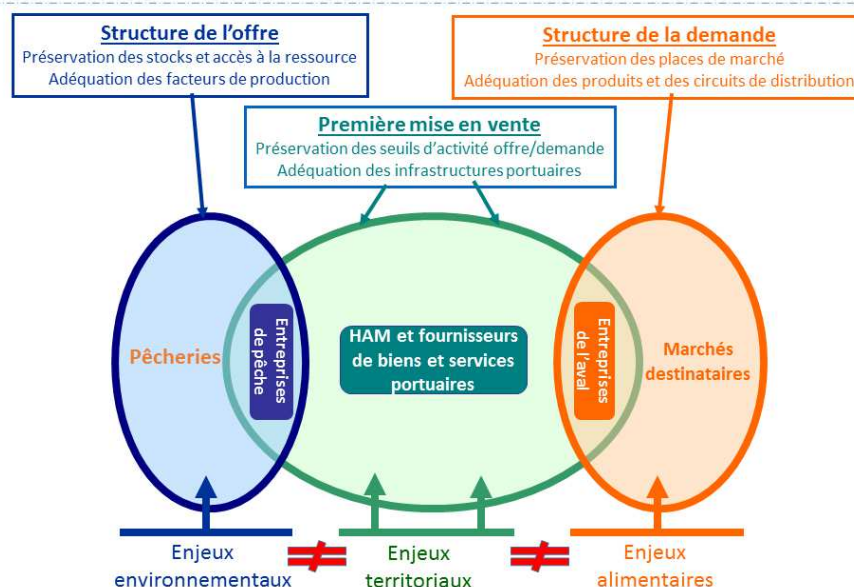 Structure de l'offre
Préservation des stocks et accès à la ressource
Adéquation des facteurs de production
Structure de la demande
Préservation des places de marché
Adéquation des produits et des circuits de distribution
Première mise en vente
Préservation des seuils d'activité offre/demande
Adéquation des infrastructures portuaires
Pêcheries
Entreprises
de pêche
HAM et fournisseurs
de biens et services
portuaires
Entreprises
de l'aval
Marchés
destinataires
Enjeux
environnementaux
≠
Enjeux
territoriaux
≠
Enjeux
alimentaires